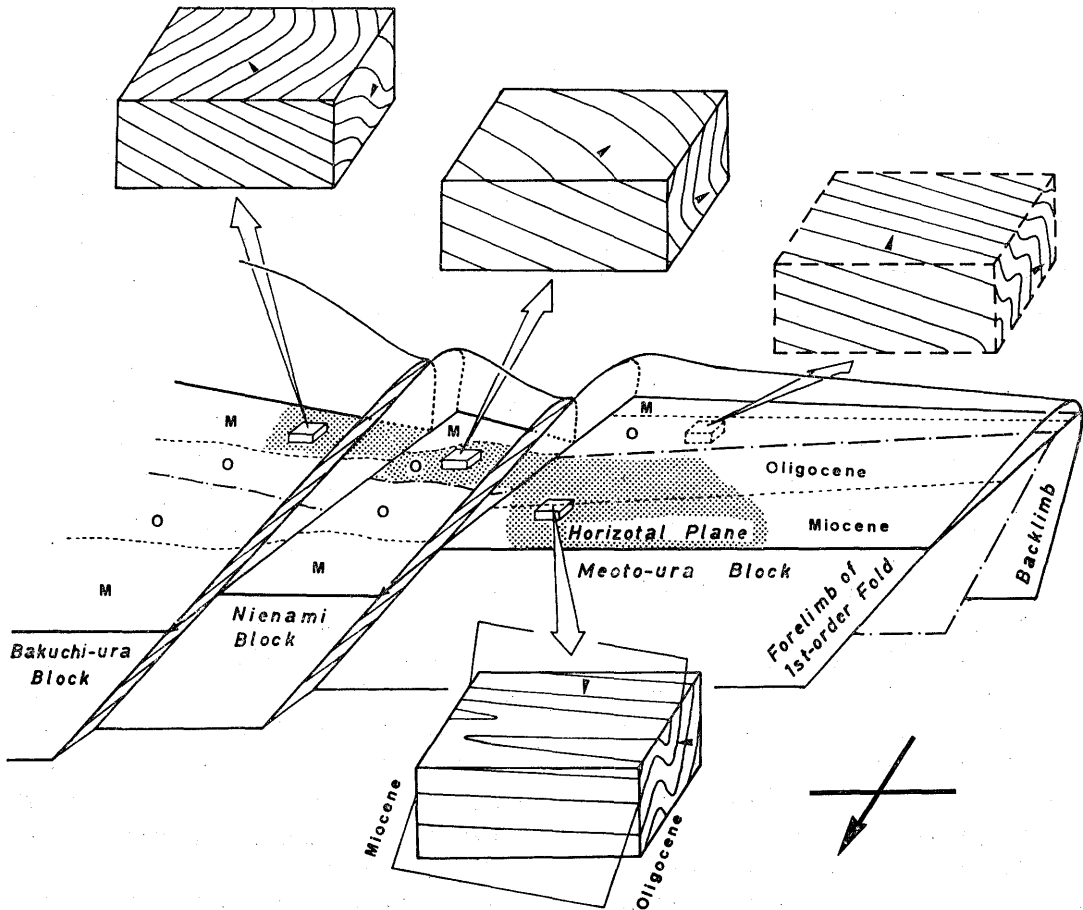 M
O
O
M
Bakuchi-ura
Block
M
O
O
M
Nienami
Block
M
O
Oligocene
Miocene
Horizotal Plane
Meoto-ura Block
Forelimb of
1st-order Fold
Backlimb
Miocene
Oligocene